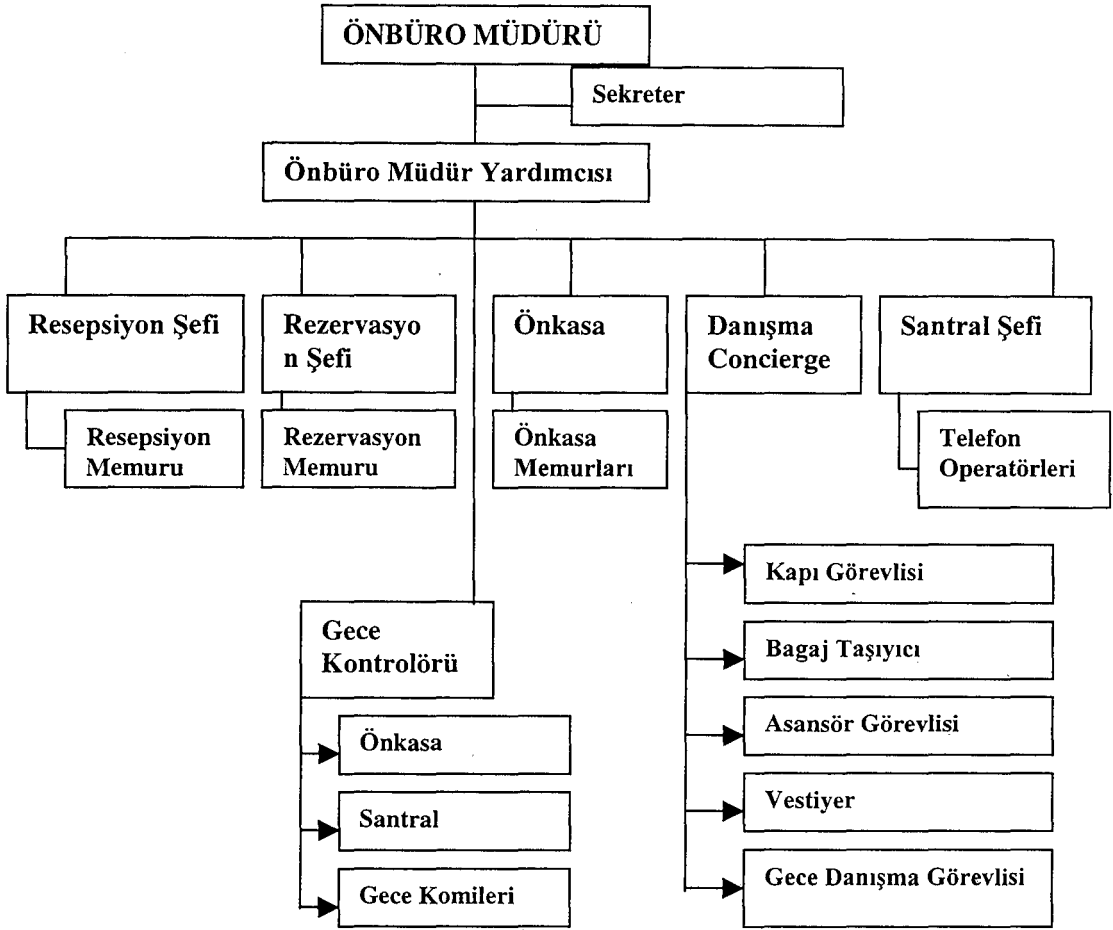 ÖNBÜRO MÜDÜRÜ
Sekreter
Önbüro Müdür Yardımcısı
Resepsiyon Şefi
Rezervasyo
n Şefi
Önkasa
Danışma
Concierge
Santral Şefi
Resepsiyon
Memuru
Rezervasyon
Memuru
Önkasa
Memurları
Telefon
Operatörleri
Gece
Kontrolörü
Önkasa
Santral
Gece Komileri
Kapı Görevlisi
Bagaj Taşıyıcı
Asansör Görevlisi
Vestiyer
Gece Danışma Görevlisi